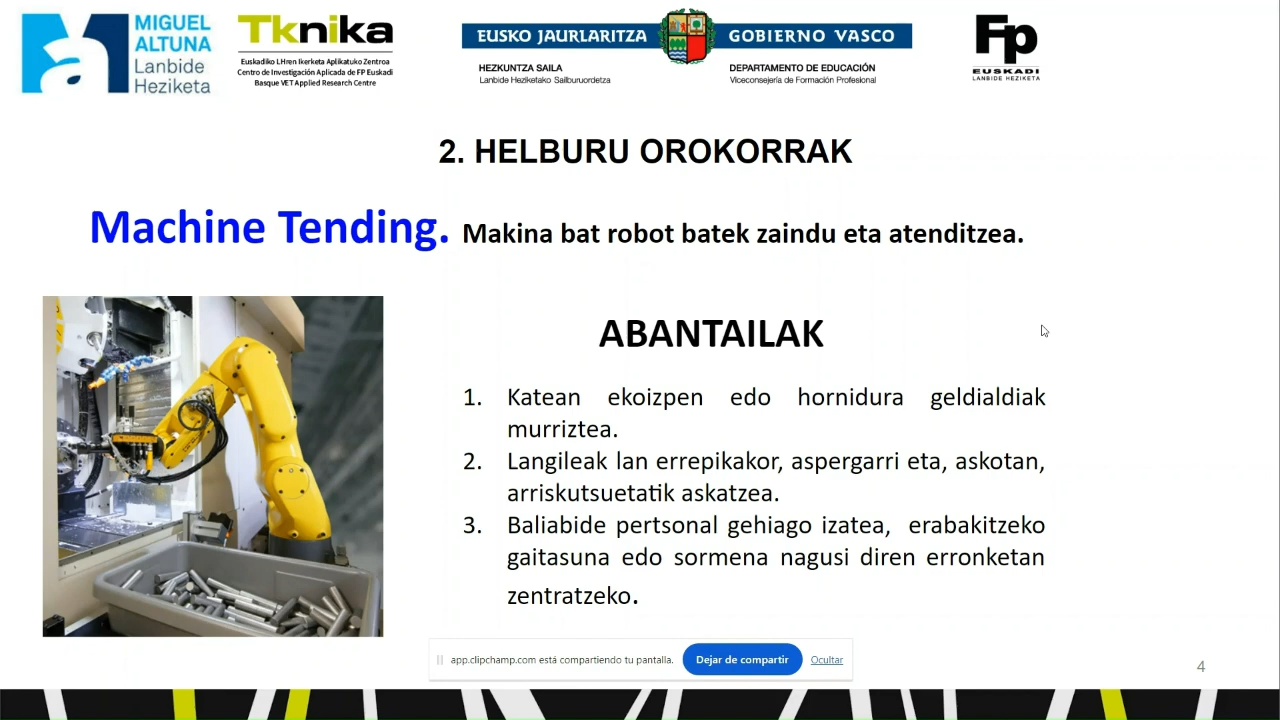 MIGUEL
ALTUNA
Lanbide
Heziketa
Tknika
Euskadiko LHren Ikerketa Aplikatuko Zentroa
Centro de Investigación Aplicada de FP Euskadi
Basque VET Applied Research Centre
EUSKO JAURLARITZA
GOBIERNO VASCO
HEZKUNTZA SAILA
Lanbide Heziketako Sailburuordetza
DEPARTAMENTO DE EDUCACIÓN
Viceconsejería de Formación Profesional
Fp
EUSKADI
LANBIDE HEZIKETA
2. HELBURU OROKORRAK
Machine Tending. Makina bat robot batek zaindu eta atenditzea.
ABANTAILAK
1. Katean ekoizpen edo hornidura geldialdiak
murriztea.
2. Langileak lan errepikakor, aspergarri eta, askotan,
arriskutsuetatik askatzea.
3. Baliabide pertsonal gehiago izatea, erabakitzeko
gaitasuna edo sormena nagusi diren erronketan
zentratzeko.
app.clipchamp.com está compartiendo tu pantalla.
Dejar de compartir
Ocultar
4